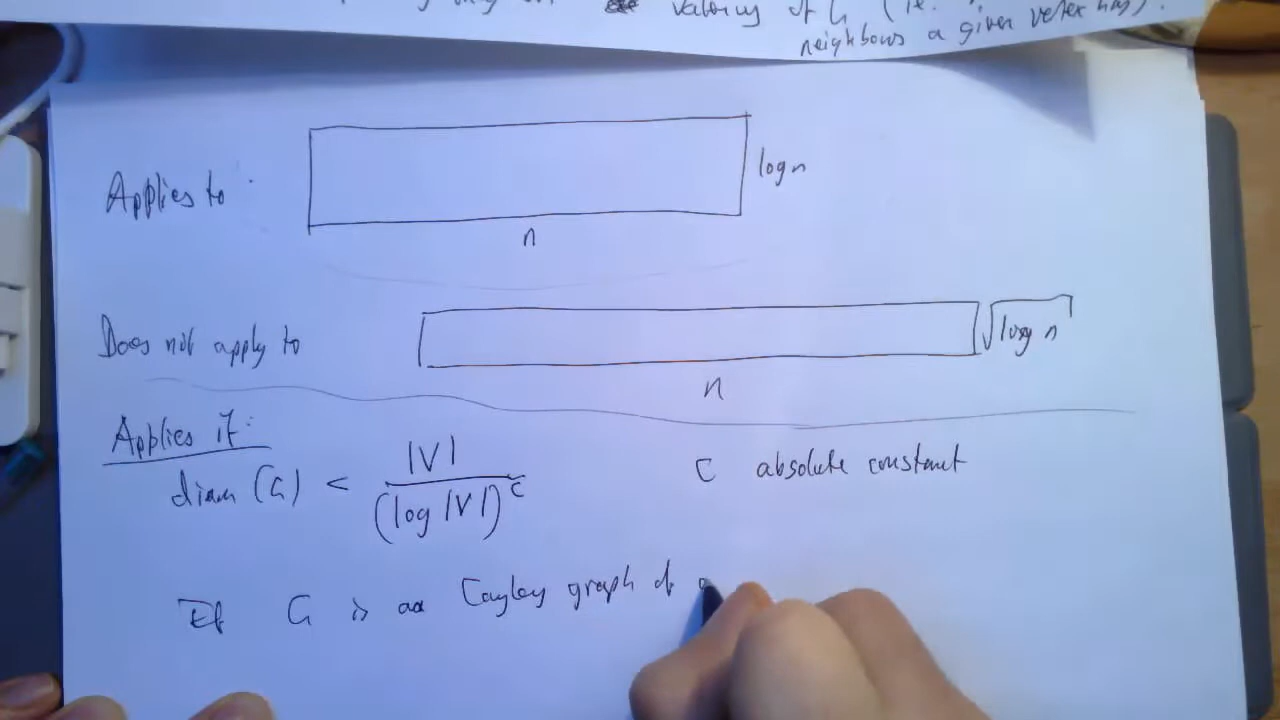 valency of G (i.e.
neighbours a given vertex has).
Applies to:
log n
n
Does not apply to
√log n
n
Applies if:
diam (G) < |V| / (log |V|)^c
C absolute constant
If G is a Cayley graph of